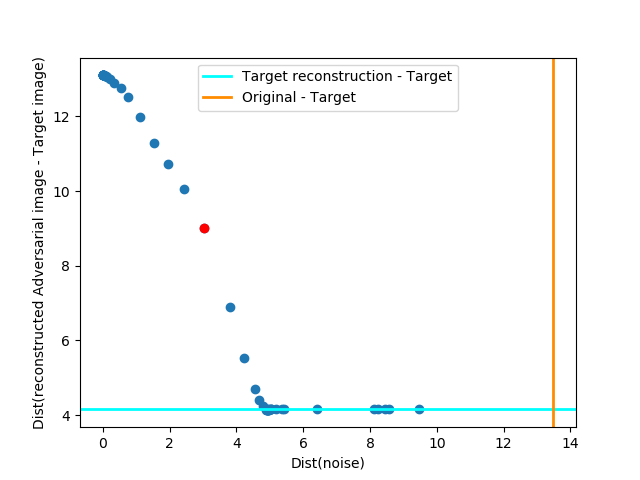 Target reconstruction - Target
Original - Target
Dist(reconstructed Adversarial image - Target image)
12
10
8
6
4
0 2 4 6 8 10 12 14
Dist(noise)